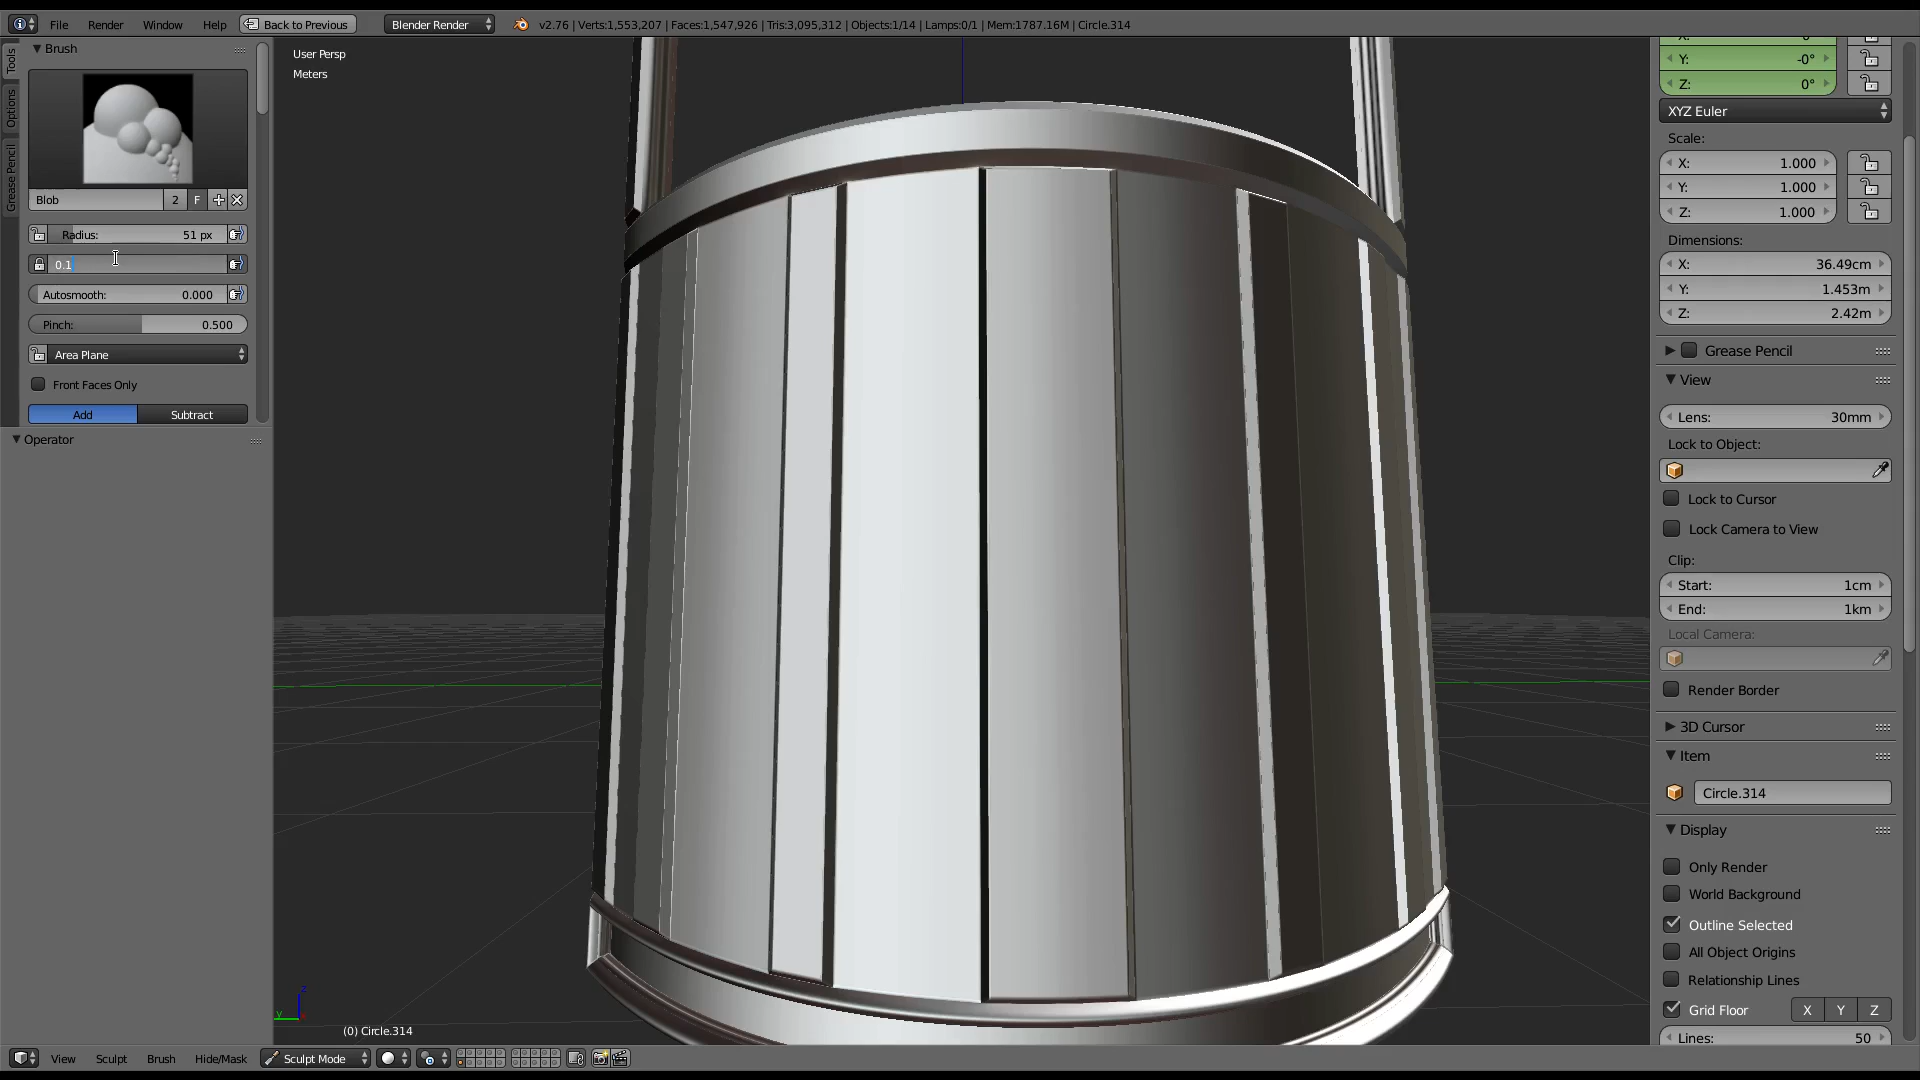 File Render Window Help Back to Previous Blender Render v2.76 | Verts:1,553,207 | Faces:1,547,926 | Tris:3,095,312 | Objects:1/14 | Lamps:0/1 | Mem:1787.16M | Circle.314
Tools
Options
Grease Pencil
Brush
Blob 2 F
Radius: 51 px
0.1
Autosmooth: 0.000
Pinch: 0.500
Area Plane
Front Faces Only
Add Subtract
Operator
User Persp
Meters
z
y
(0) Circle.314
Y: -0°
Z: 0°
XYZ Euler
Scale:
X: 1.000
Y: 1.000
Z: 1.000
Dimensions:
X: 36.49cm
Y: 1.453m
Z: 2.42m
Grease Pencil
View
Lens: 30mm
Lock to Object:
Lock to Cursor
Lock Camera to View
Clip:
Start: 1cm
End: 1km
Local Camera:
Render Border
3D Cursor
Item
Circle.314
Display
Only Render
World Background
Outline Selected
All Object Origins
Relationship Lines
Grid Floor X Y Z
Lines: 50
View Sculpt Brush Hide/Mask Sculpt Mode